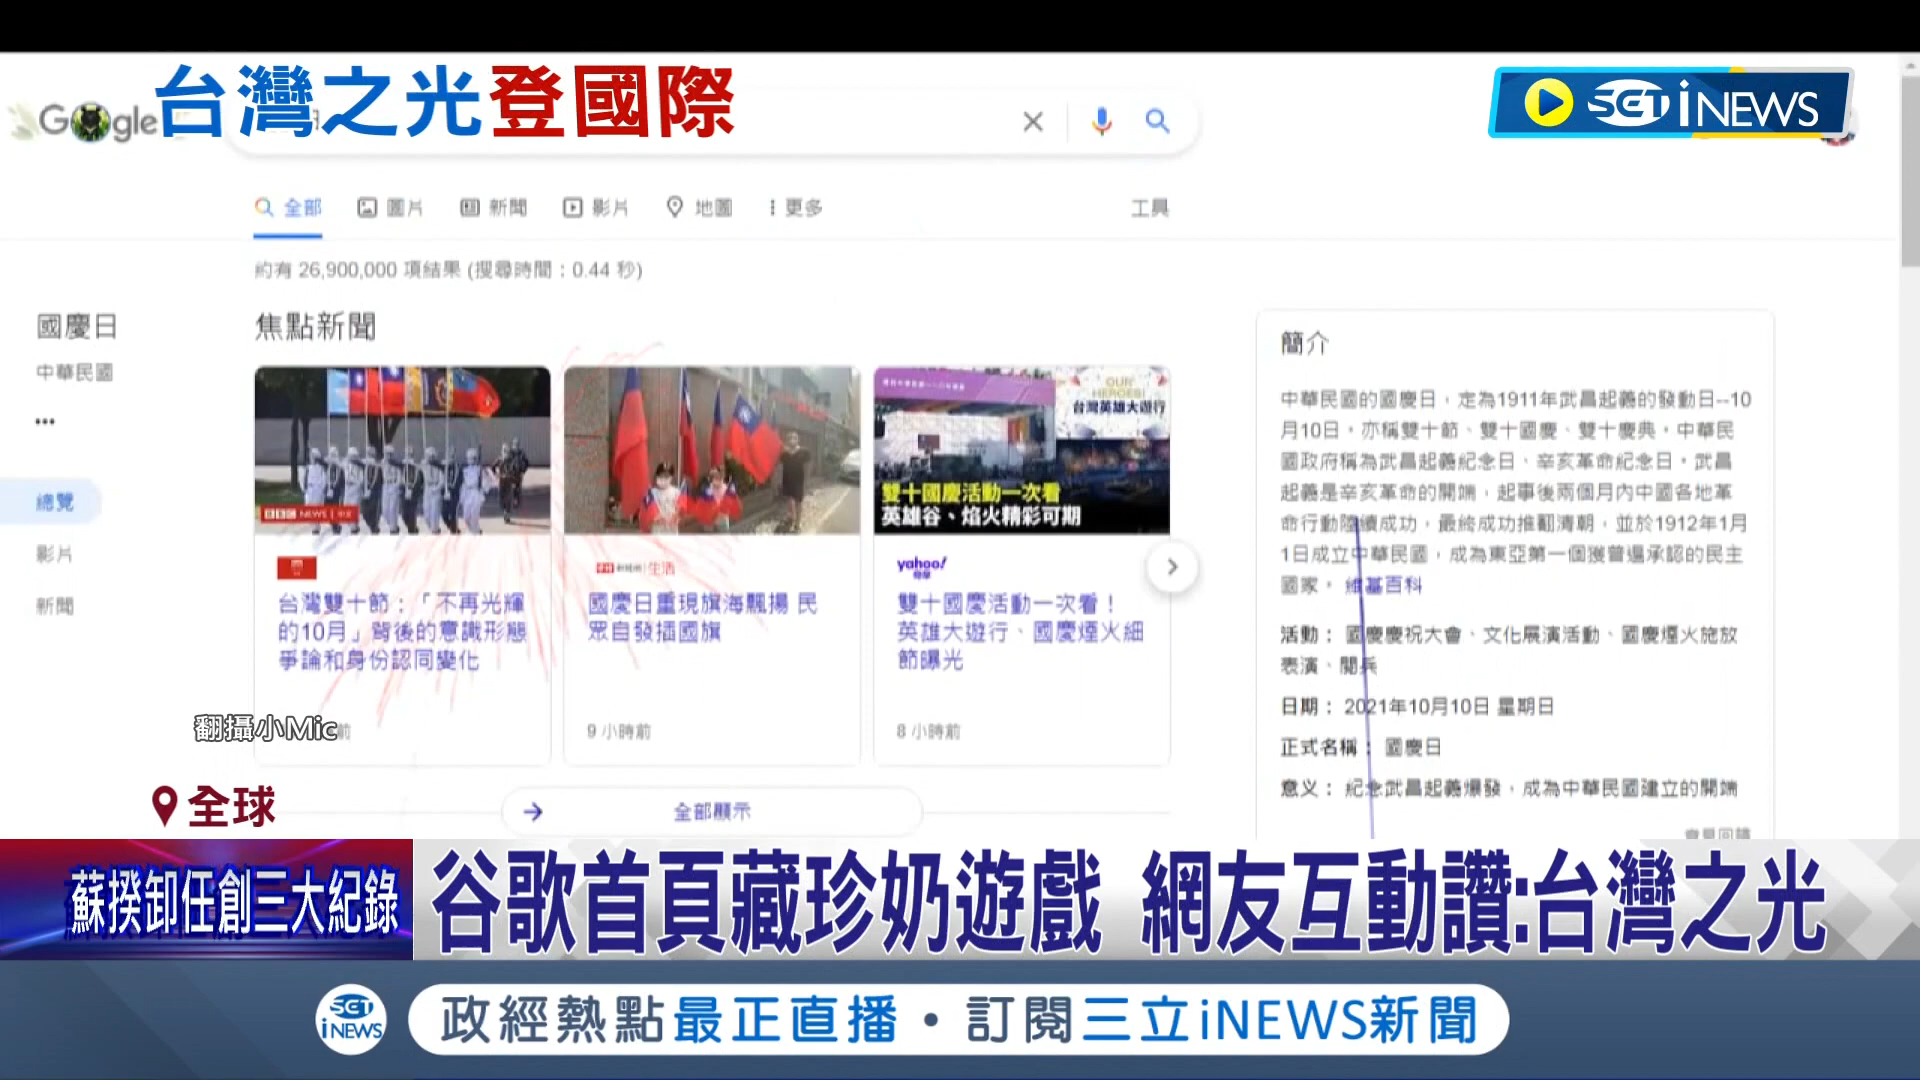 台灣之光登國際
SET iNEWS
Google
全部 圖片 新聞 影片 地圖 更多 工具
約有 26,900,000 項結果 (搜尋時間：0.44 秒)
國慶日
中華民國
總覽
影片
新聞
焦點新聞
BBC NEWS 中文
台灣雙十節：「不再光輝
的10月」背後的意識形態
爭論和身份認同變化
前
生活
國慶日重現旗海飄揚 民
眾自發插國旗
9 小時前
OUR
HEROES!
台灣英雄大遊行
雙十國慶活動一次看
英雄谷、焰火精彩可期
yahoo!
雙十國慶活動一次看！
英雄大遊行、國慶煙火細
節曝光
8 小時前
全部顯示
簡介
中華民國的國慶日，定為1911年武昌起義的發動日--10
月10日，亦稱雙十節、雙十國慶、雙十慶典，中華民
國政府稱為武昌起義紀念日、辛亥革命紀念日。武昌
起義是辛亥革命的開端，起事後兩個月內中國各地革
命行動陸續成功，最終成功推翻清朝，並於1912年1月
1日成立中華民國，成為東亞第一個獲普遍承認的民主
國家。 維基百科
活動： 國慶慶祝大會、文化展演活動、國慶煙火施放
表演、閱兵
日期： 2021年10月10日 星期日
正式名稱： 國慶日
意义： 紀念武昌起義爆發，成為中華民國建立的開端
翻攝小Mic
全球
蘇揆卸任創三大紀錄
谷歌首頁藏珍奶遊戲 網友互動讚:台灣之光
SET iNEWS
政經熱點最正直播・訂閱三立iNEWS新聞